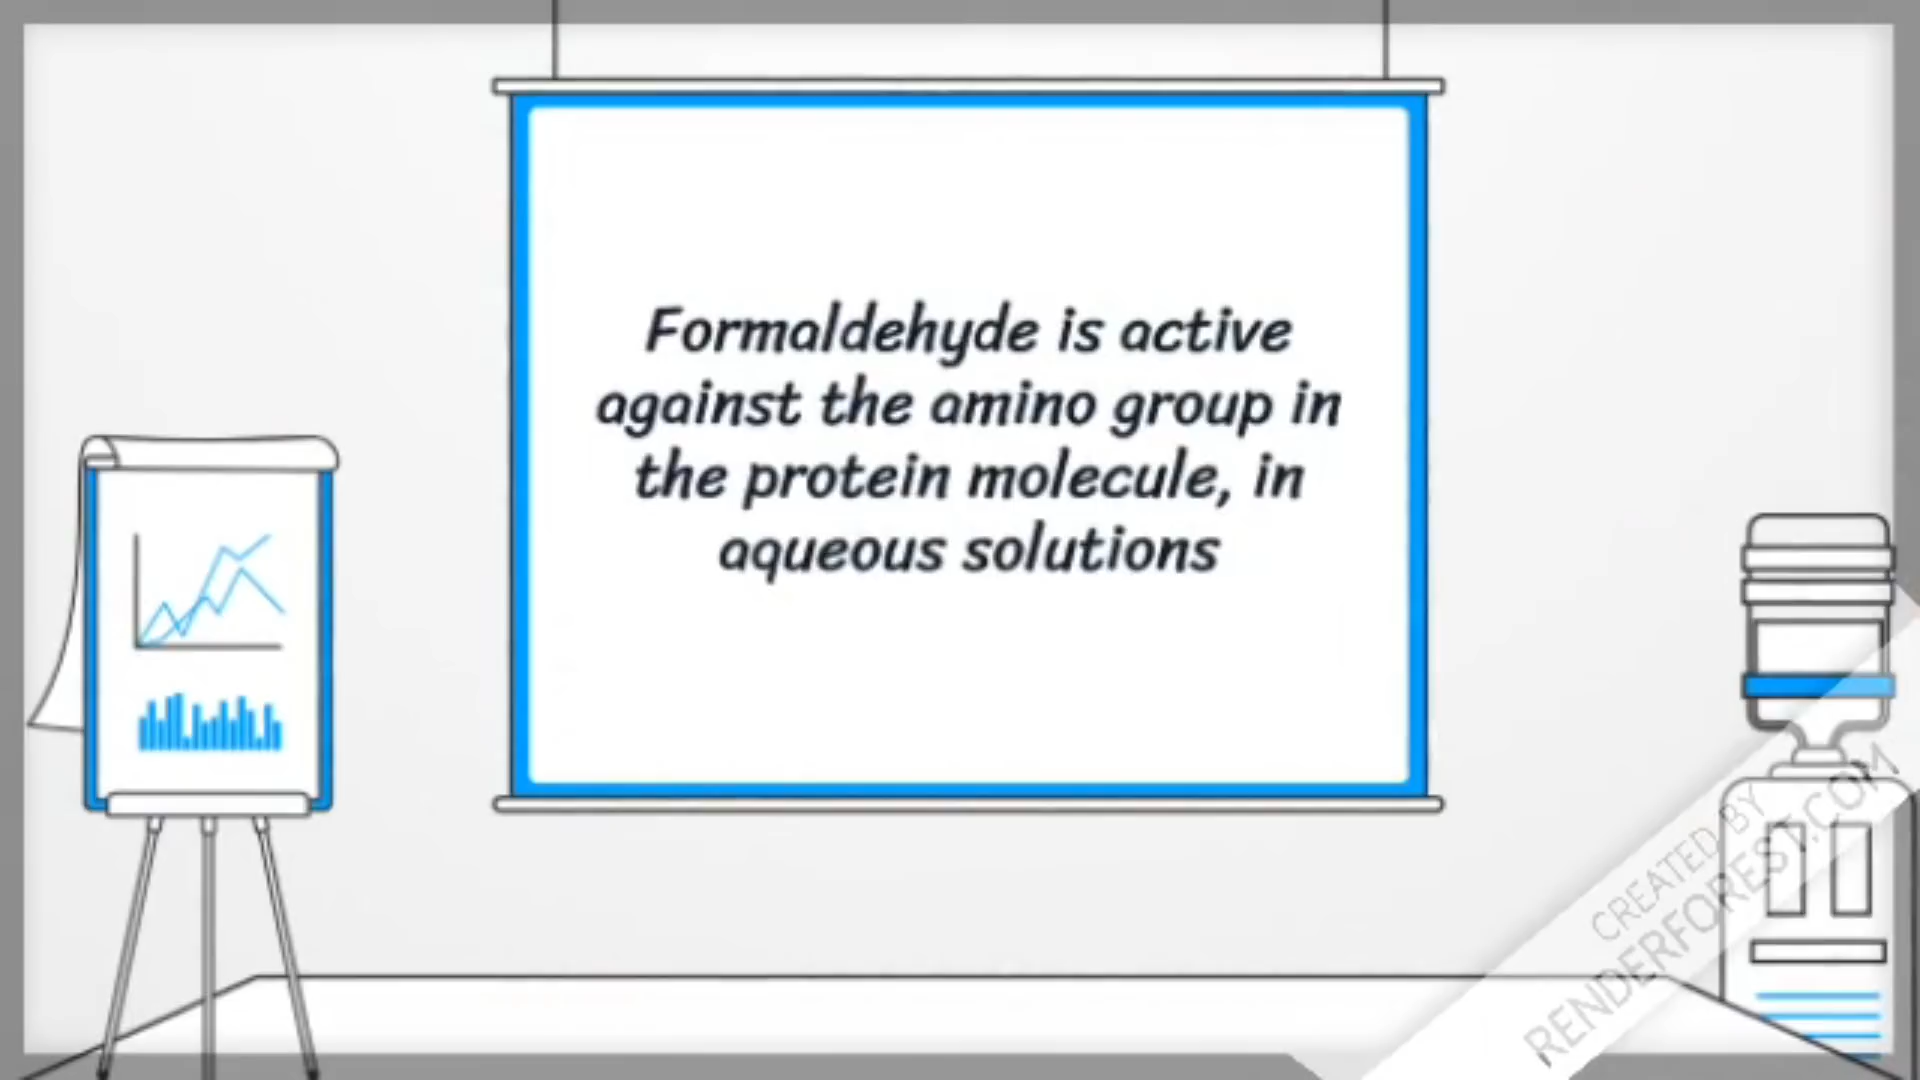 Formaldehyde is active
against the amino group in
the protein molecule, in
aqueous solutions
CREATED BY
RENDERFOREST.COM